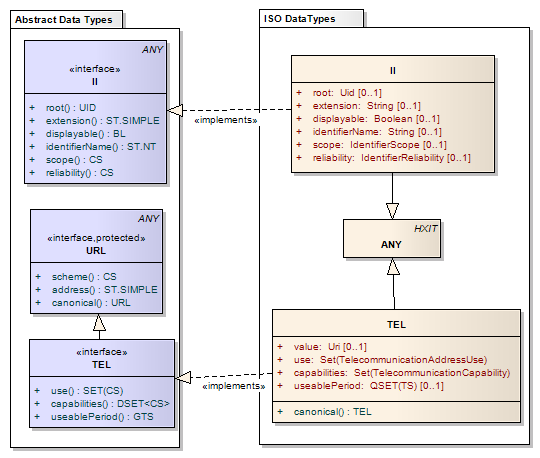 Abstract Data Types
ANY
«interface»
II
+ root() : UID
+ extension() : ST.SIMPLE
+ displayable() : BL
+ identifierName() : ST.NT
+ scope() : CS
+ reliability() : CS
ANY
«interface,protected»
URL
+ scheme() : CS
+ address() : ST.SIMPLE
+ canonical() : URL
«interface»
TEL
+ use() : SET(CS)
+ capabilities() : DSET<CS>
+ useablePeriod() : GTS
«implements»
«implements»
ISO DataTypes
II
+ root: Uid [0..1]
+ extension: String [0..1]
+ displayable: Boolean [0..1]
+ identifierName: String [0..1]
+ scope: IdentifierScope [0..1]
+ reliability: IdentifierReliability [0..1]
HXIT
ANY
TEL
+ value: Uri [0..1]
+ use: Set(TelecommunicationAddressUse)
+ capabilities: Set(TelecommunicationCapability)
+ useablePeriod: QSET(TS) [0..1]
+ canonical() : TEL